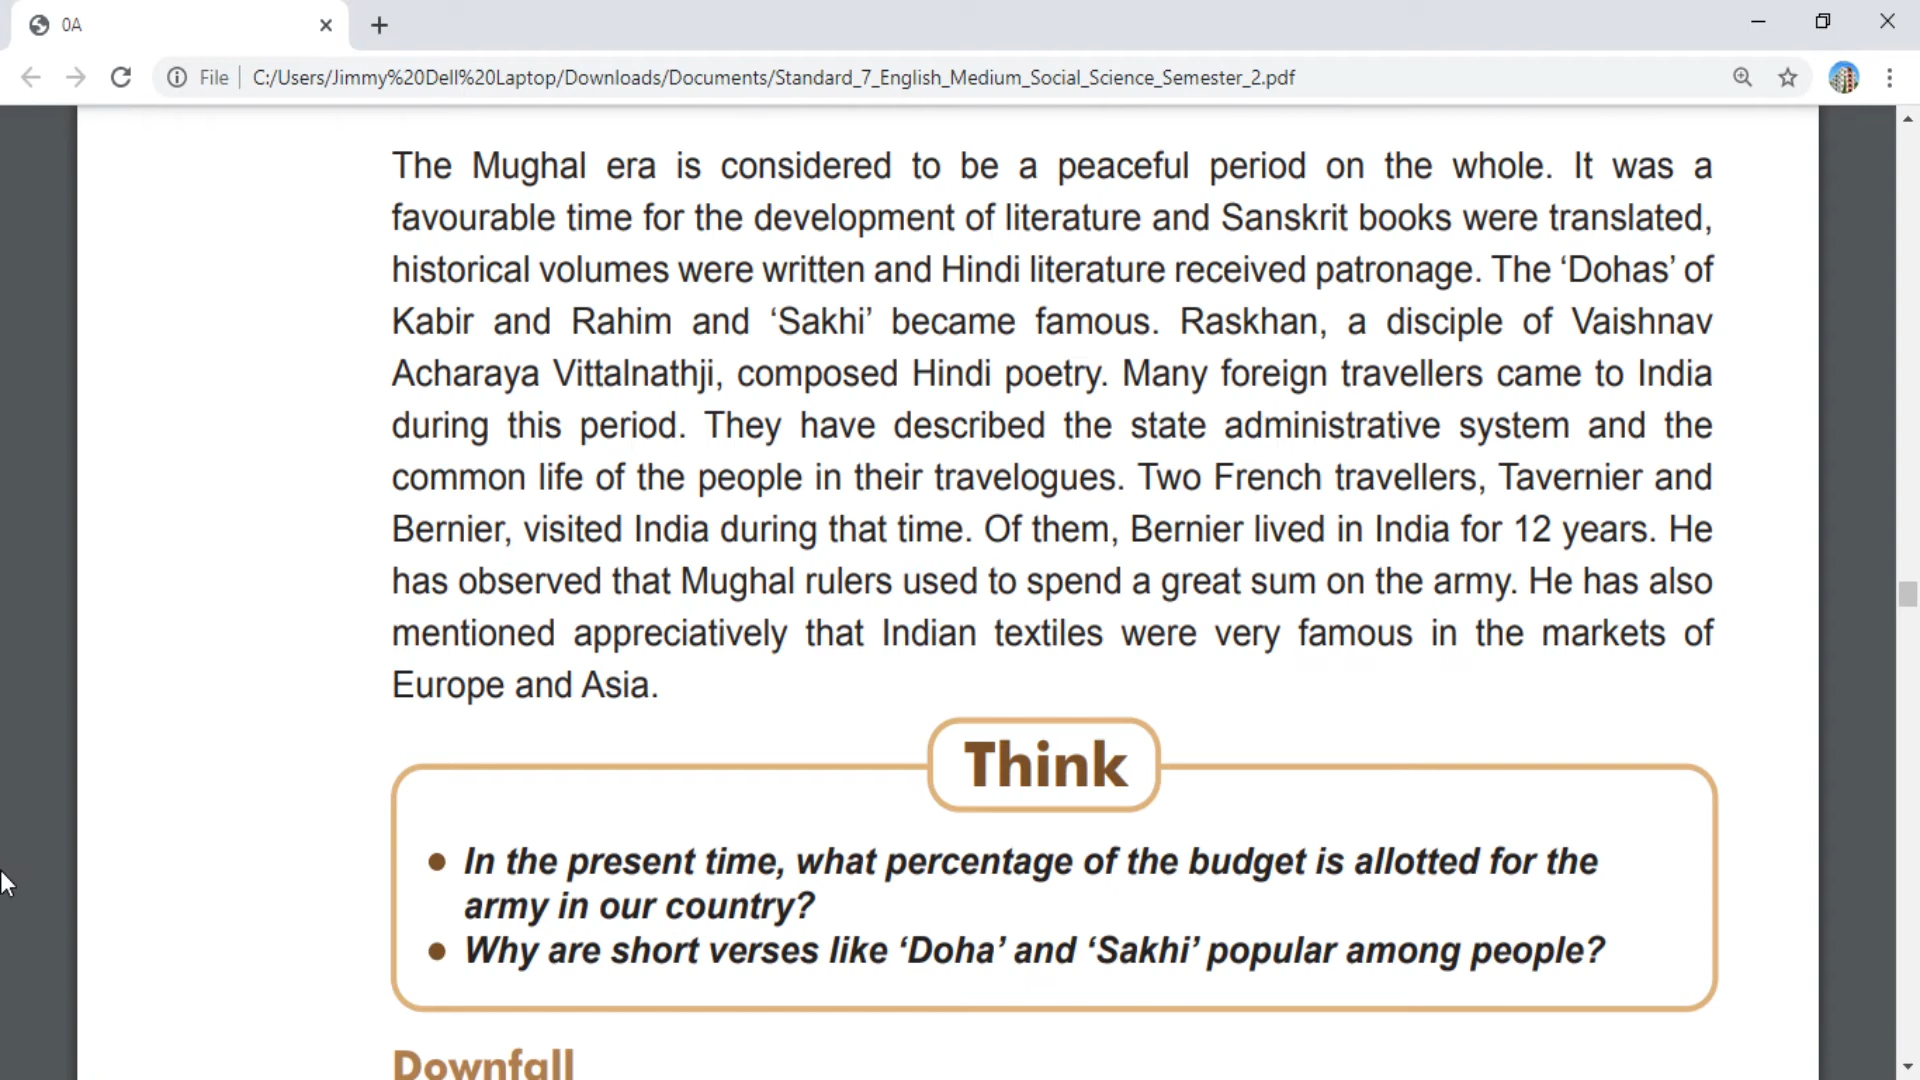 0A
File
C:/Users/Jimmy%20Dell%20Laptop/Downloads/Documents/Standard_7_English_Medium_Social_Science_Semester_2.pdf
The Mughal era is considered to be a peaceful period on the whole. It was a
favourable time for the development of literature and Sanskrit books were translated,
historical volumes were written and Hindi literature received patronage. The ‘Dohas’ of
Kabir and Rahim and ‘Sakhi’ became famous. Raskhan, a disciple of Vaishnav
Acharaya Vittalnathji, composed Hindi poetry. Many foreign travellers came to India
during this period. They have described the state administrative system and the
common life of the people in their travelogues. Two French travellers, Tavernier and
Bernier, visited India during that time. Of them, Bernier lived in India for 12 years. He
has observed that Mughal rulers used to spend a great sum on the army. He has also
mentioned appreciatively that Indian textiles were very famous in the markets of
Europe and Asia.
Think
● In the present time, what percentage of the budget is allotted for the
army in our country?
● Why are short verses like ‘Doha’ and ‘Sakhi’ popular among people?
Downfall